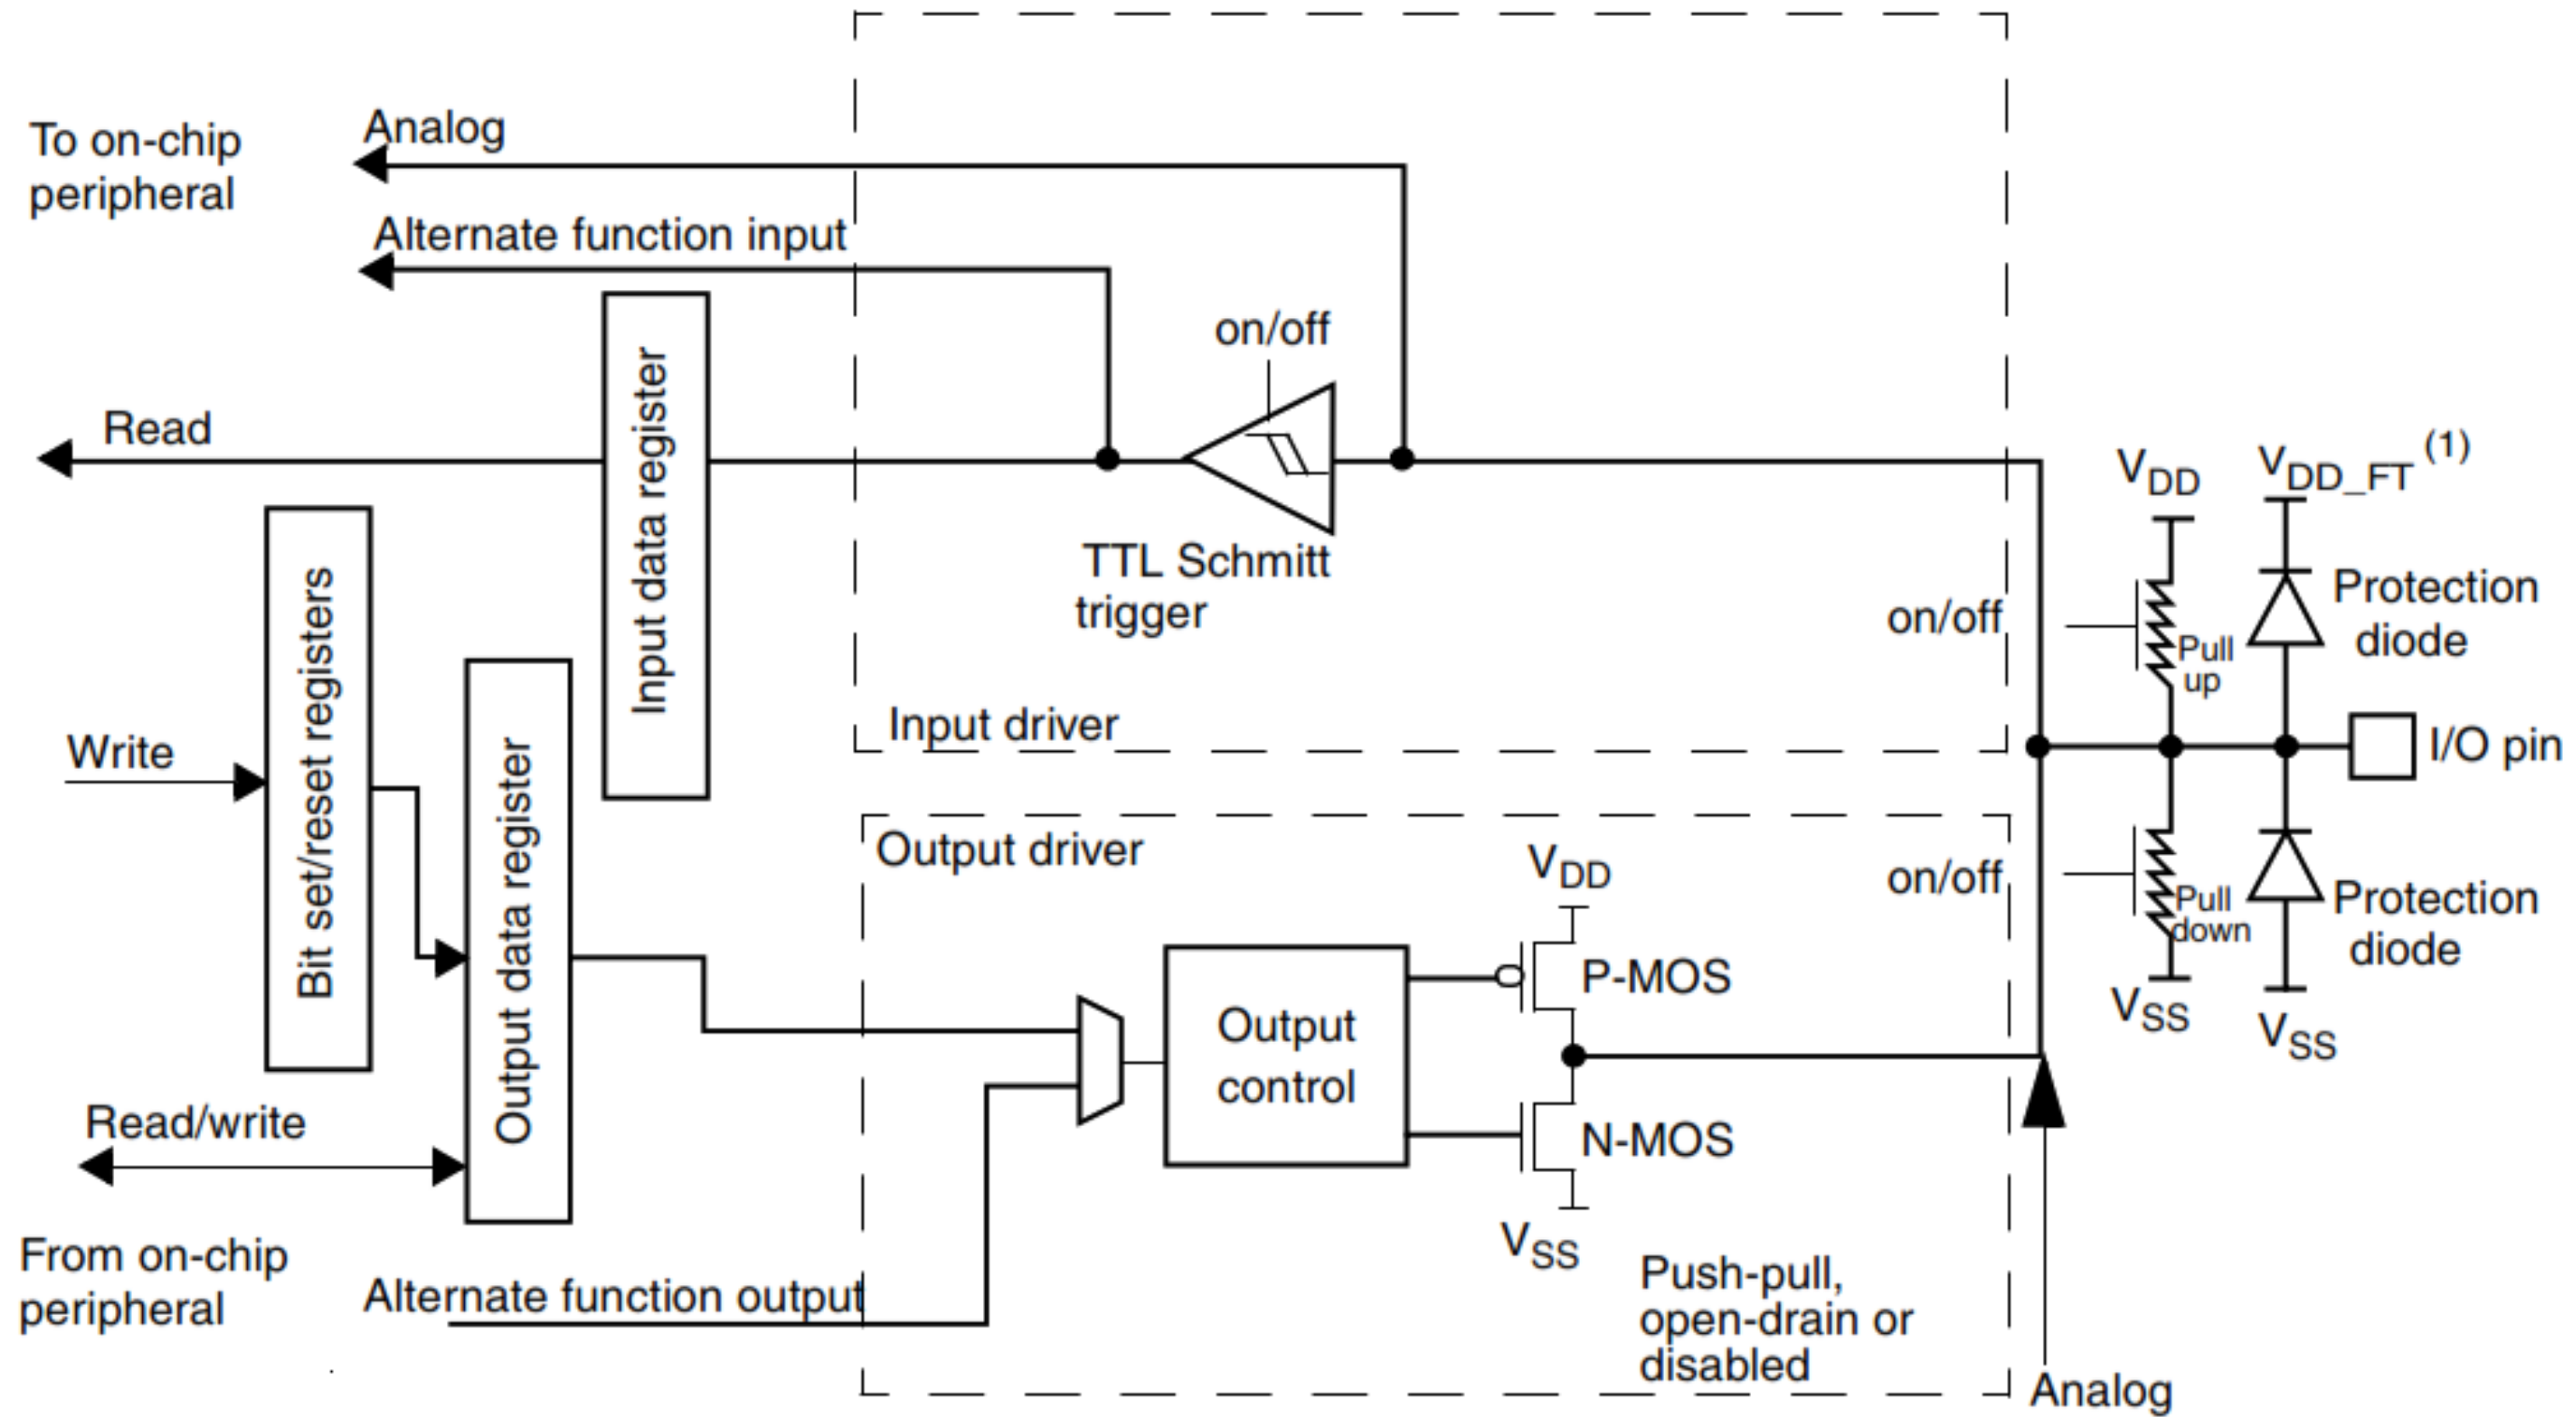 To on-chip
peripheral
Analog
Alternate function input
on/off
Read
Input data register
TTL Schmitt
trigger
Input driver
Bit set/reset registers
Write
Output data register
Read/write
From on-chip
peripheral
Alternate function output
Output driver
Output
control
VDD
P-MOS
N-MOS
VSS
Push-pull,
open-drain or
disabled
on/off
on/off
VDD
Pull
up
VDD_FT (1)
Protection
diode
I/O pin
Pull
down
VSS
Protection
diode
VSS
Analog